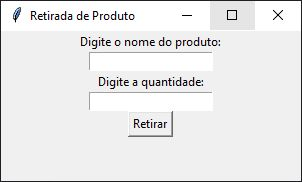 Retirada de Produto
Digite o nome do produto:
Digite a quantidade:
Retirar